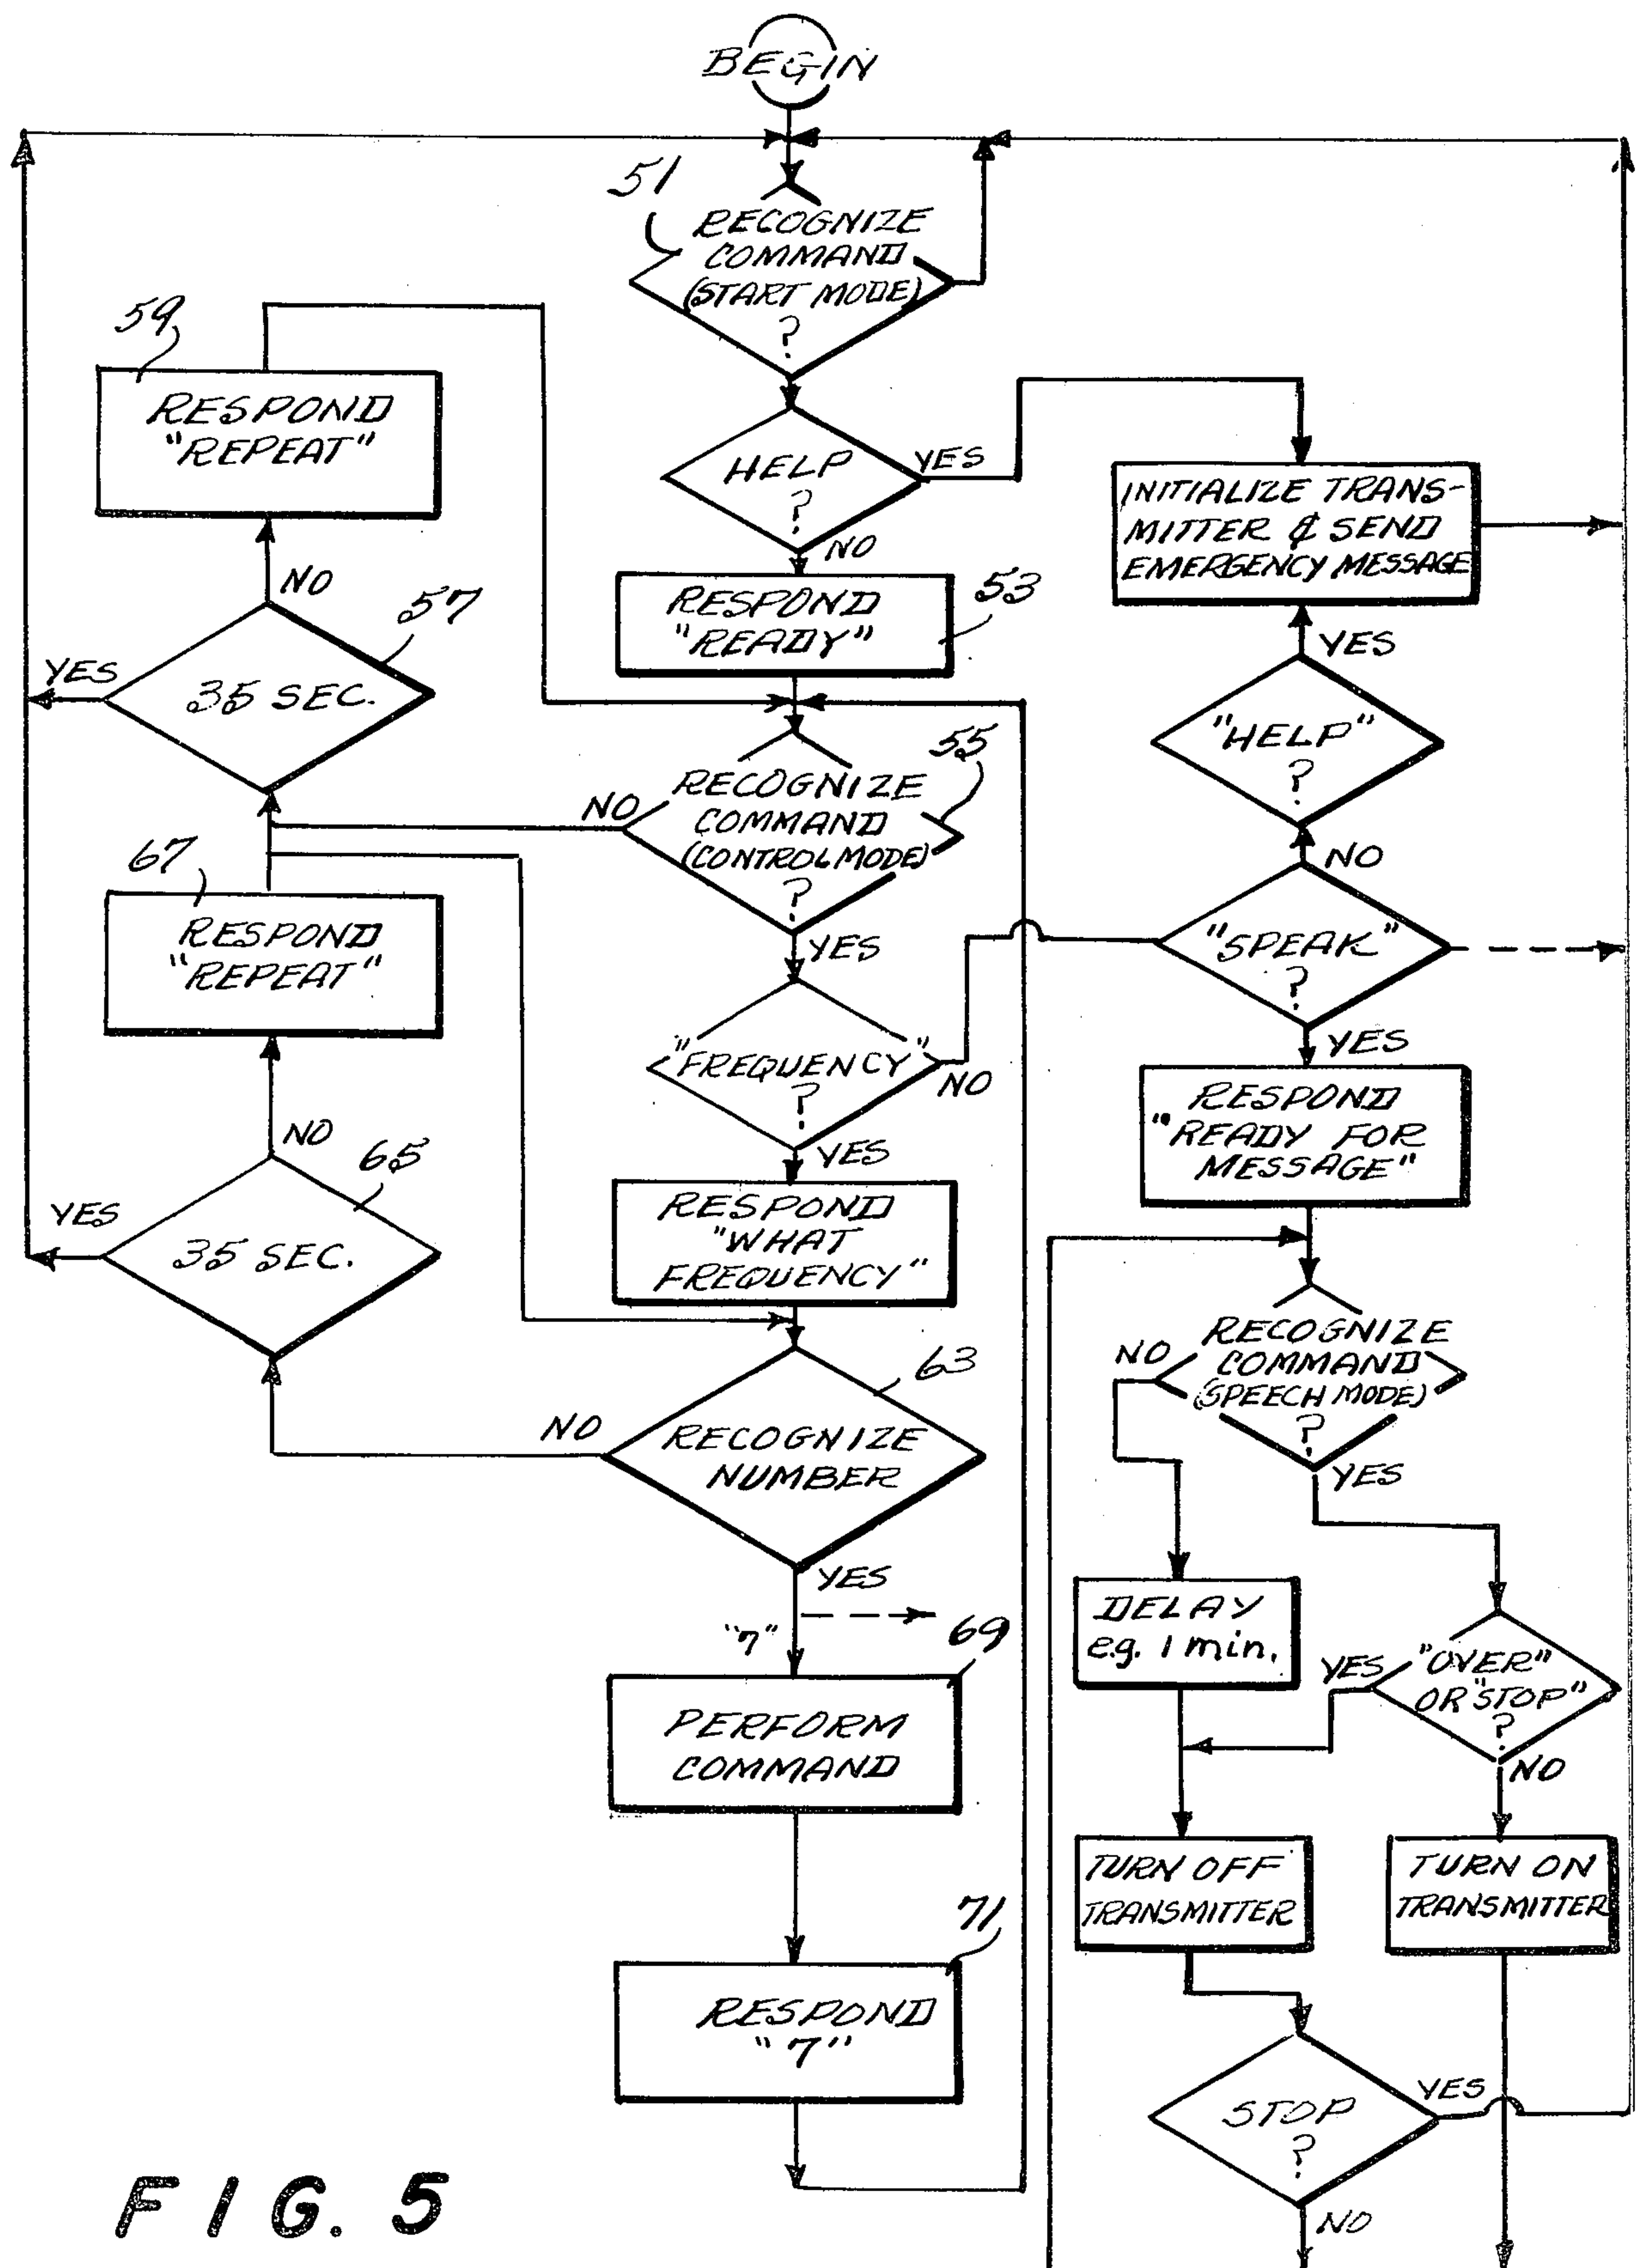 BEGIN
51
RECOGNIZE
COMMAND
(START MODE)
?
59
RESPOND
"REPEAT"
HELP
?
YES
NO
INITIALIZE TRANS-
MITTER & SEND
EMERGENCY MESSAGE
RESPOND
"READY"
53
NO
57
YES
35 SEC.
YES
"HELP"
?
55
RECOGNIZE
COMMAND
(CONTROL MODE)
?
NO
YES
67
RESPOND
"REPEAT"
NO
"SPEAK"
?
YES
"FREQUENCY"
?
NO
YES
RESPOND
"READY FOR
MESSAGE"
NO
65
YES
35 SEC.
RESPOND
"WHAT
FREQUENCY"
RECOGNIZE
COMMAND
(SPEECH MODE)
?
NO
YES
63
NO
RECOGNIZE
NUMBER
YES
"7"
DELAY
e.g. 1 min.
YES
"OVER"
OR "STOP"
?
NO
69
PERFORM
COMMAND
TURN OFF
TRANSMITTER
TURN ON
TRANSMITTER
71
RESPOND
"7"
STOP
?
YES
NO
FIG. 5